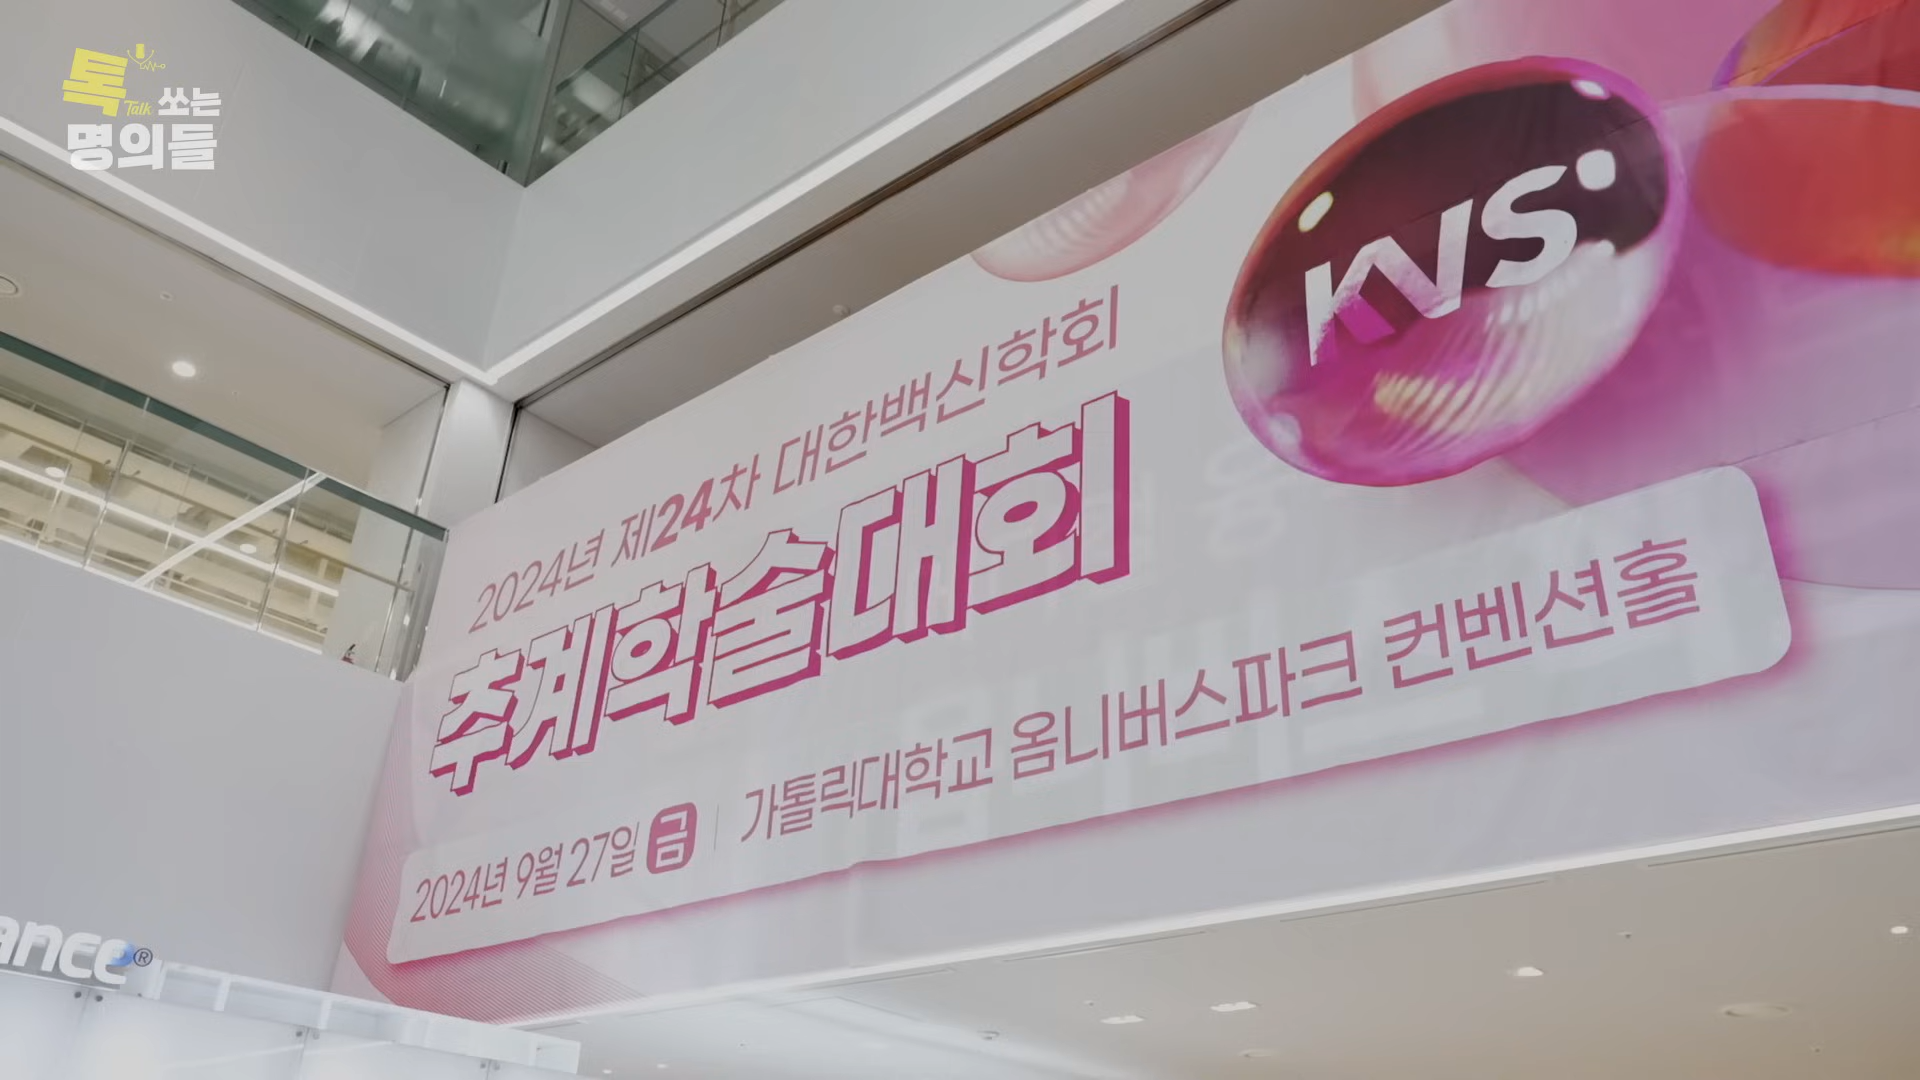 톡 Talk 쏘는
명의들
KVS
2024년 제24차 대한백신학회
추계학술대회
2024년 9월 27일 금 | 가톨릭대학교 옴니버스파크 컨벤션홀
ance®